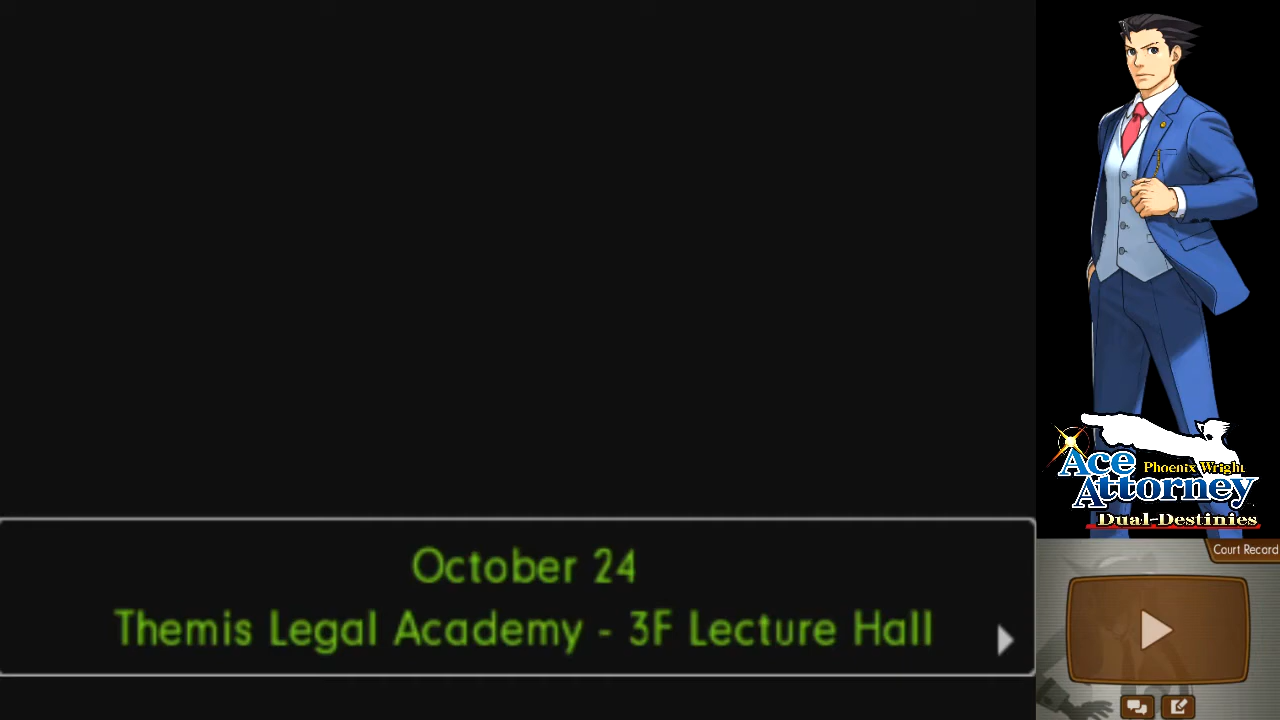 October 24
Themis Legal Academy - 3F Lecture Hall
Ace
Phoenix Wright
Attorney
Dual Destinies
Court Record